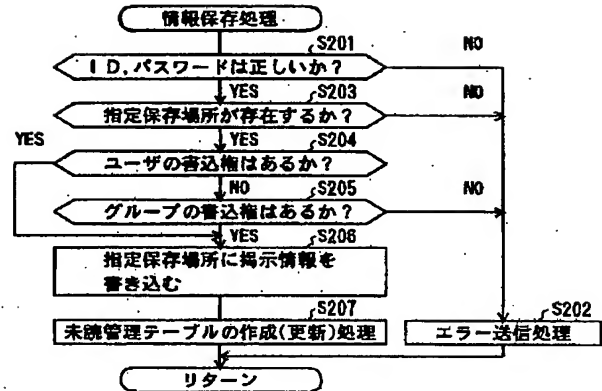 情報保存処理
S201
NO
ID,パスワードは正しいか?
YES
S203
NO
指定保存場所が存在するか?
YES
YES
S204
ユーザの書込権はあるか?
NO
S205
NO
グループの書込権はあるか?
YES
S206
指定保存場所に掲示情報を
書き込む
S207
S202
未読管理テーブルの作成(更新)処理
エラー送信処理
リターン